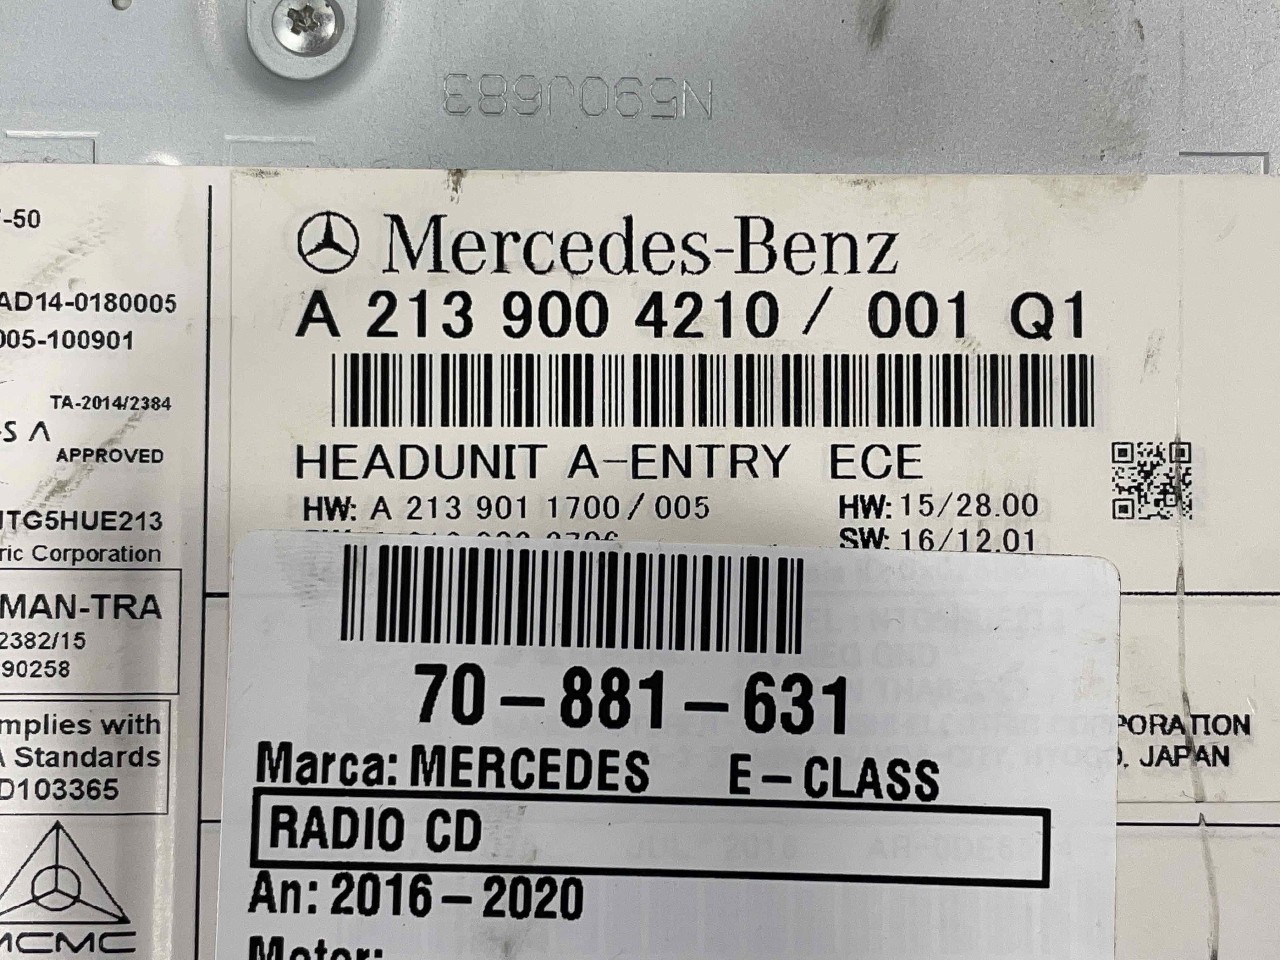 N590J683
-50
AD14-0180005
005-100901
TA-2014/2384
APPROVED
NTG5HUE213
ric Corporation
MAN-TRA
2382/15
90258
mplies with
A Standards
D103365
MCMC
Mercedes-Benz
A 213 900 4210 / 001 Q1
HEADUNIT A-ENTRY ECE
HW: A 213 901 1700 / 005
HW: 15/28.00
SW: 16/12.01
PORATION
, JAPAN
70-881-631
Marca: MERCEDES E-CLASS
RADIO CD
An: 2016-2020
Motor: